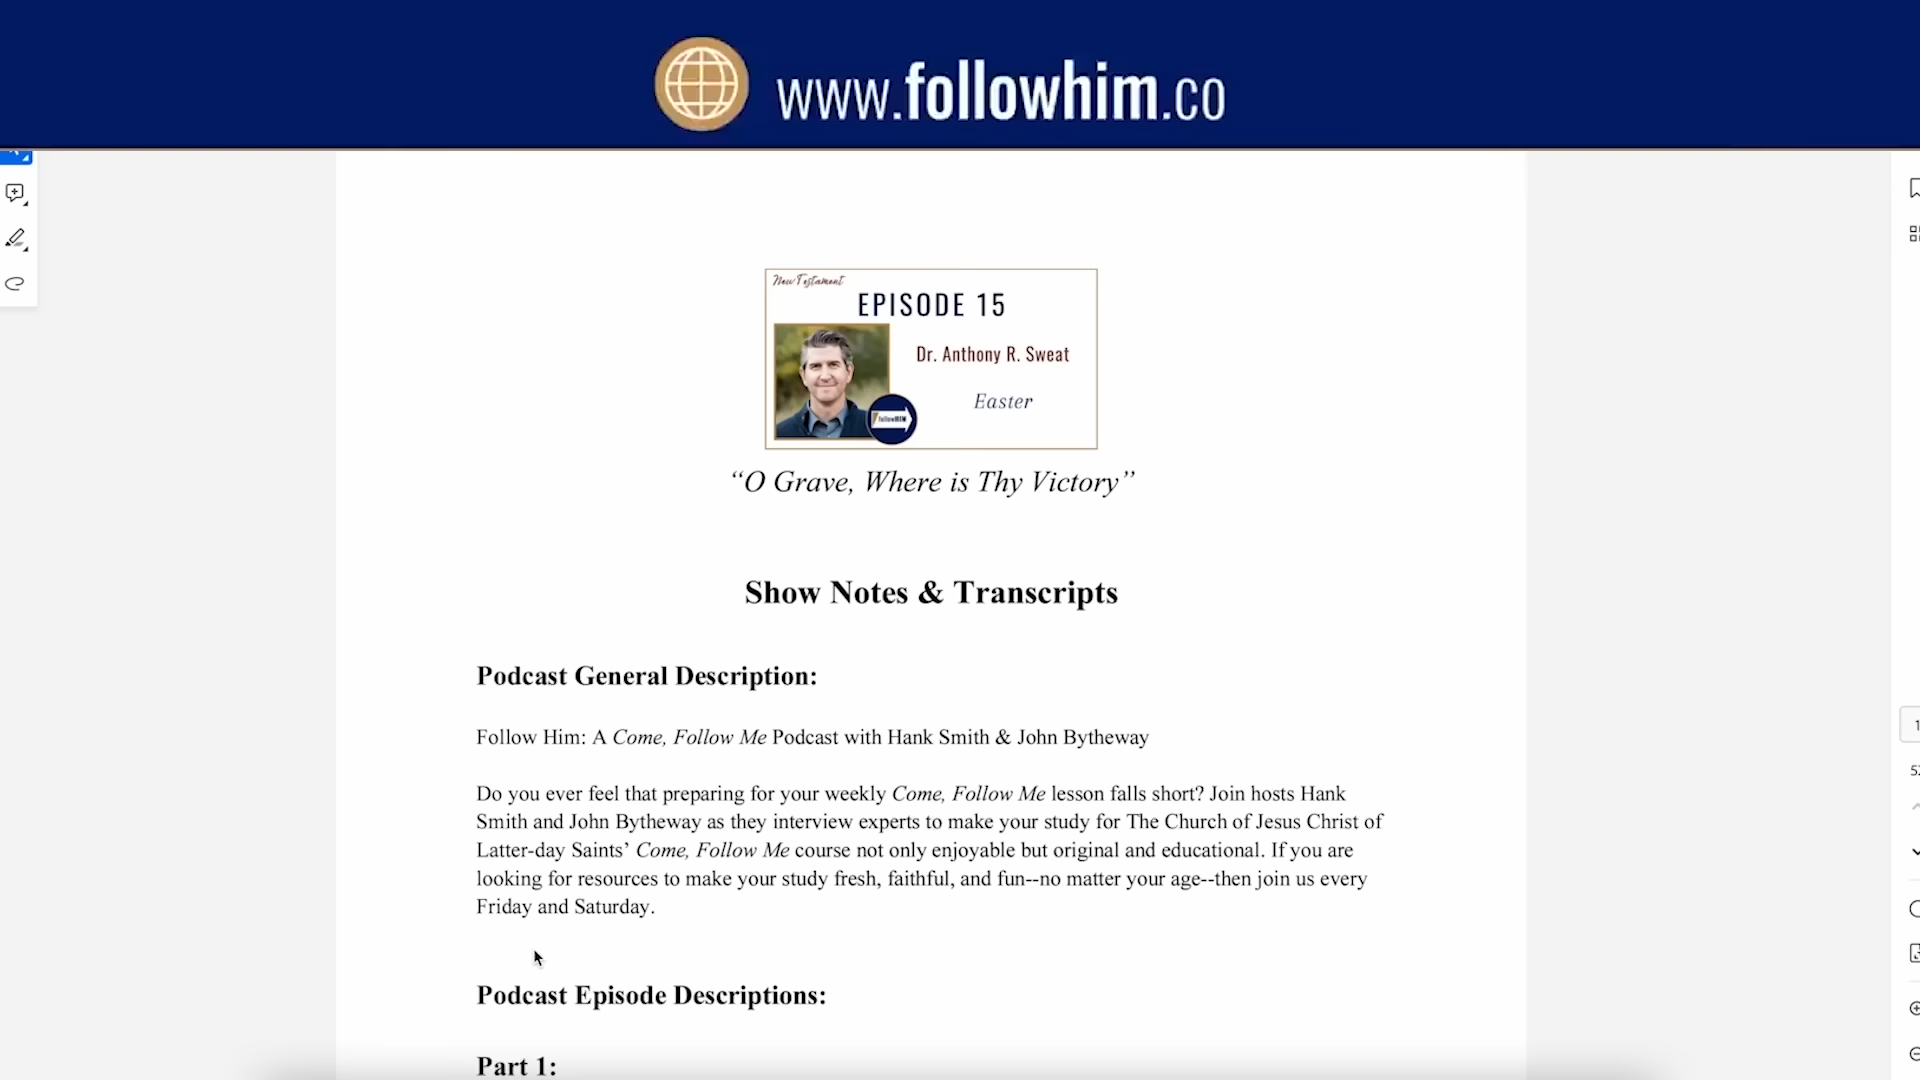 www.followhim.co
New Testament
EPISODE 15
Dr. Anthony R. Sweat
Easter
followHIM
“O Grave, Where is Thy Victory”
Show Notes & Transcripts
Podcast General Description:
Follow Him: A Come, Follow Me Podcast with Hank Smith & John Bytheway
Do you ever feel that preparing for your weekly Come, Follow Me lesson falls short? Join hosts Hank
Smith and John Bytheway as they interview experts to make your study for The Church of Jesus Christ of
Latter-day Saints’ Come, Follow Me course not only enjoyable but original and educational. If you are
looking for resources to make your study fresh, faithful, and fun--no matter your age--then join us every
Friday and Saturday.
Podcast Episode Descriptions:
Part 1: